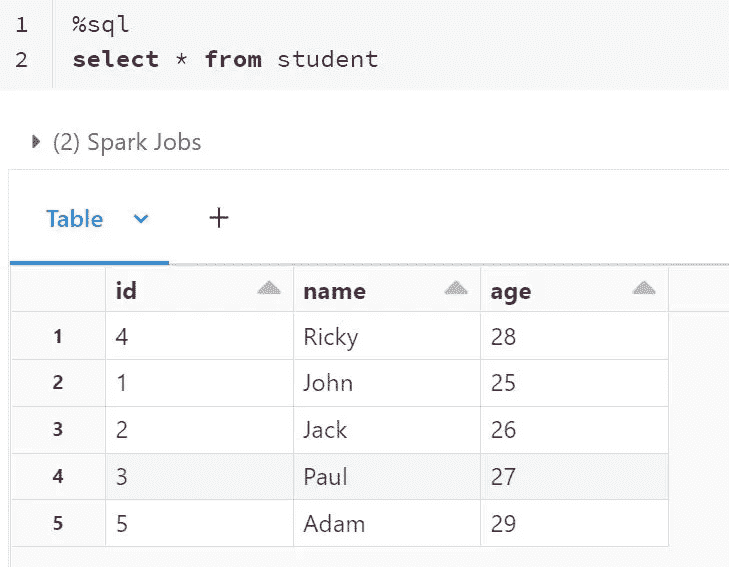 1 %sql
2 select * from student
(2) Spark Jobs
Table +
id name age
1 4 Ricky 28
2 1 John 25
3 2 Jack 26
4 3 Paul 27
5 5 Adam 29